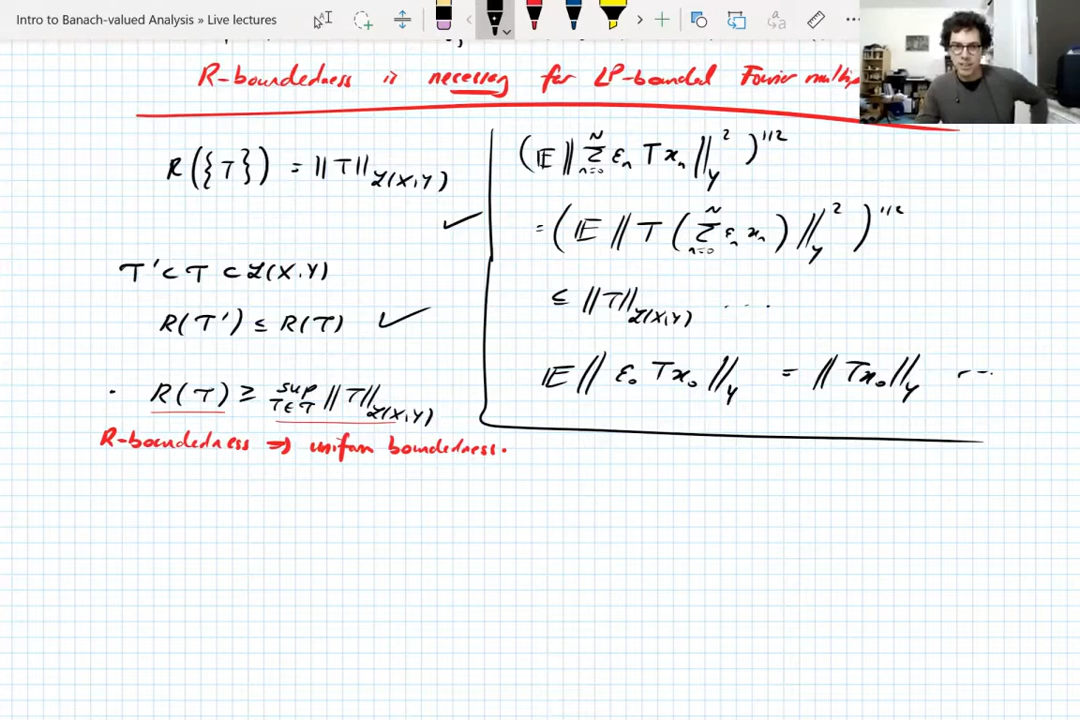 Intro to Banach-valued Analysis » Live lectures
R-boundedness is necessary for LP-bounded Fourier multip
R({T}) = ||T||_{L(X,Y)} ✓
T' ⊂ T ⊂ L(X,Y)
R(T') ≤ R(T) ✓
· R(T) ≥ sup_{T∈T} ||T||_{L(X,Y)}
R-boundedness ⇒ uniform boundedness.
(𝔼 || Σ_{n=0}^{N} ε_n T x_n ||_Y^2 )^{1/2}
= (𝔼 || T ( Σ_{n=0}^{N} ε_n x_n ) ||_Y^2 )^{1/2}
≤ ||T||_{L(X,Y)} ...
𝔼 || ε_0 T x_0 ||_Y = || T x_0 ||_Y ...